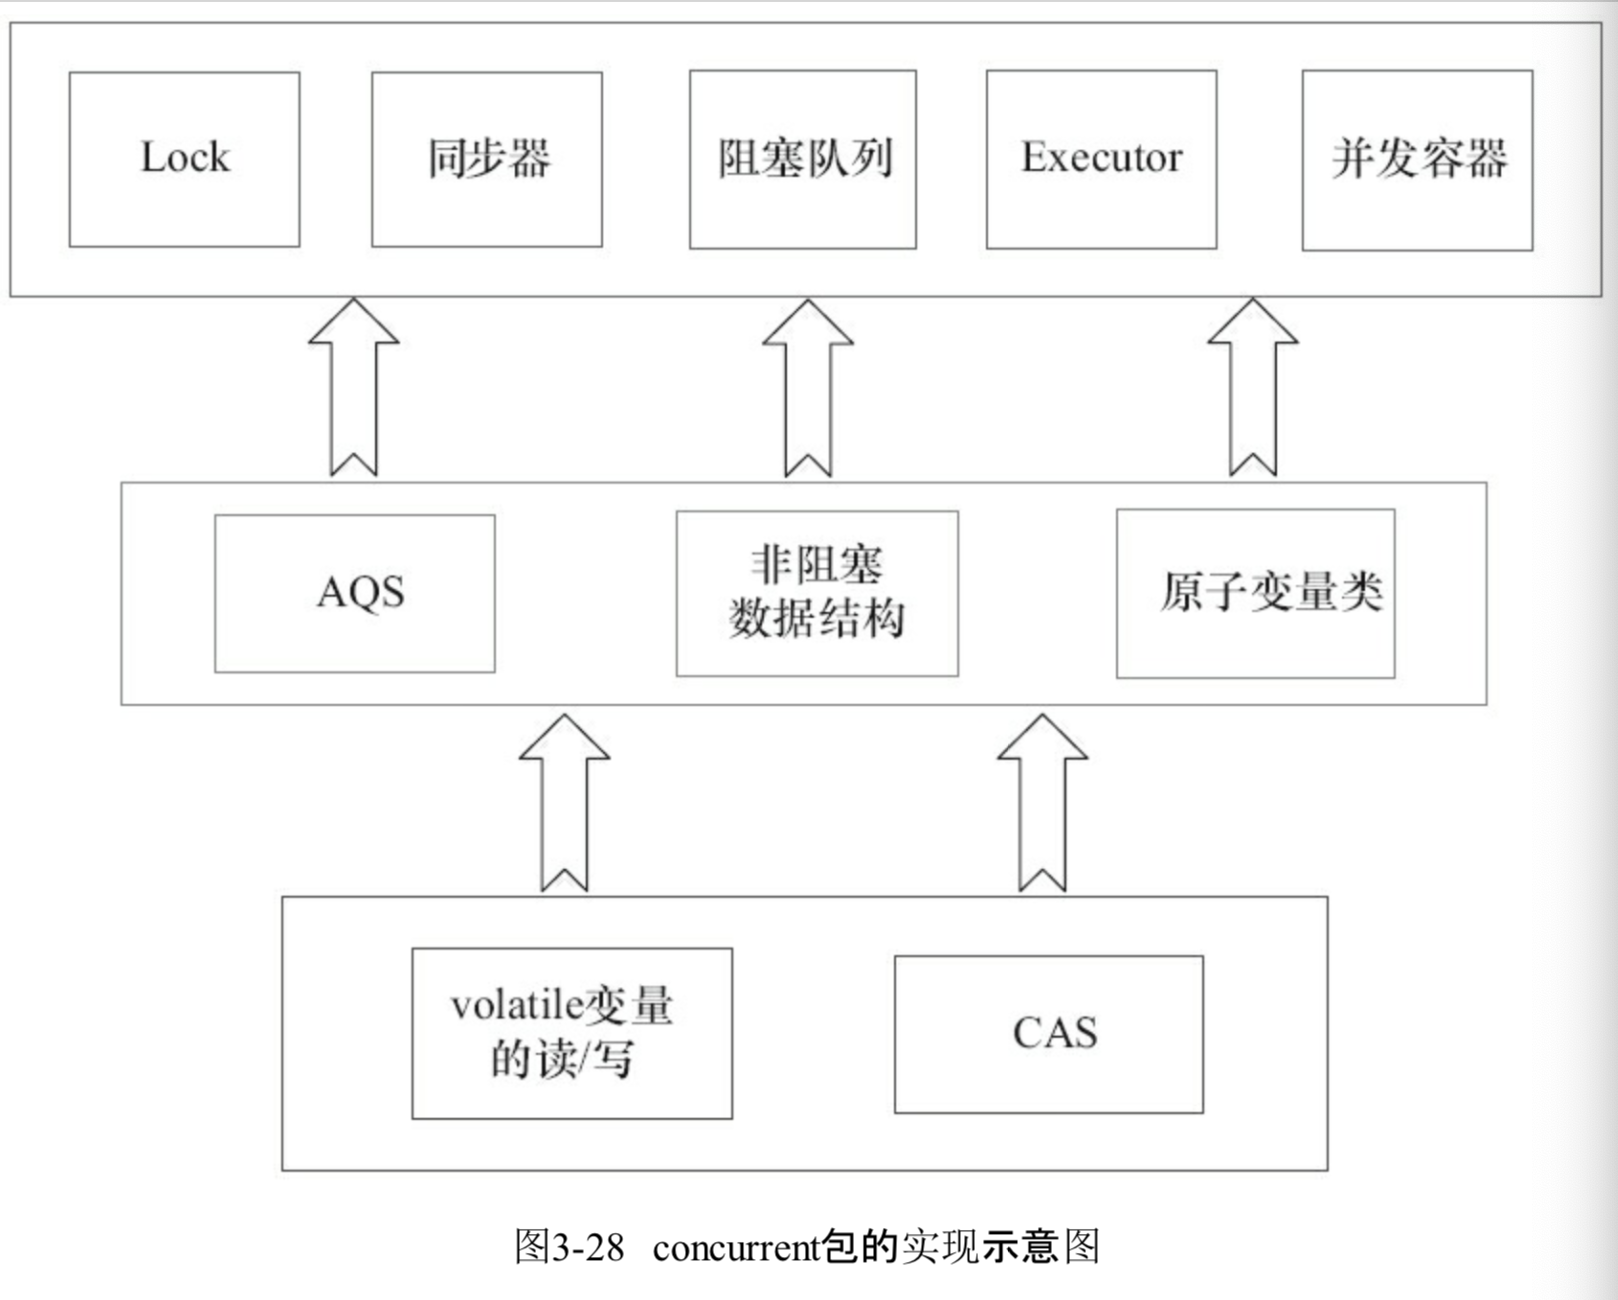 Lock
同步器
阻塞队列
Executor
并发容器
AQS
非阻塞
数据结构
原子变量类
volatile变量
的读/写
CAS
图3-28 concurrent包的实现示意图